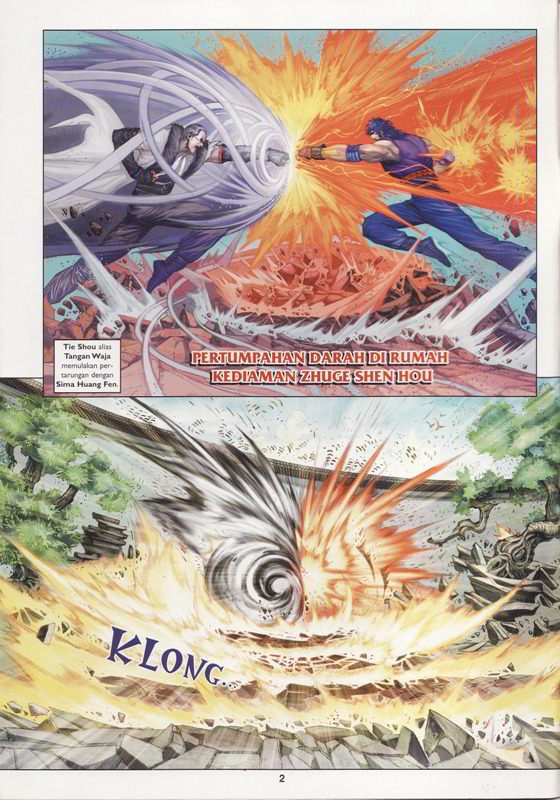 Tie Shou alias
Tangan Waja
memulakan per-
tarungan dengan
Sima Huang Fen.
PERTUMPAHAN DARAH DI RUMAH
KEDIAMAN ZHUGE SHEN HOU
KLONG...
2